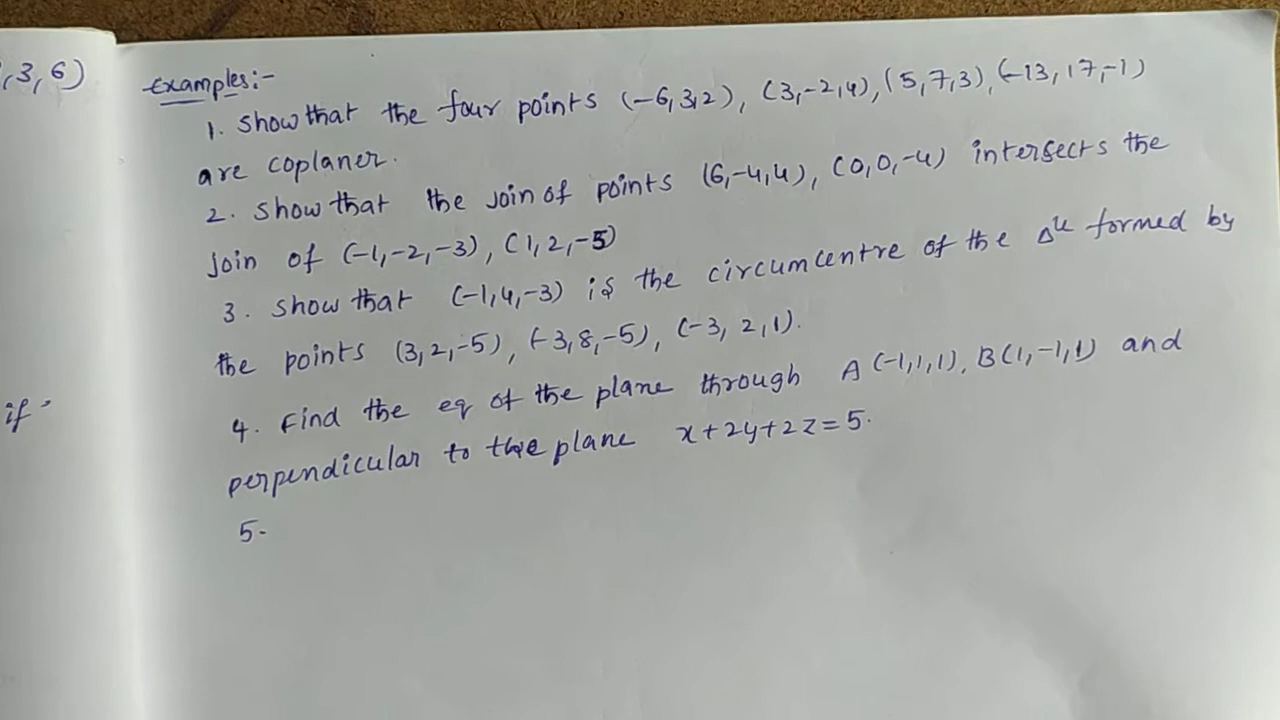 , 3, 6)
Examples:-
1. Show that the four points (-6,3,2), (3,-2,4), (5,7,3), (-13,17,-1)
are coplaner.
2. Show that the join of points (6,-4,4), (0,0,-4) intersects the
join of (-1,-2,-3), (1,2,-5)
3. Show that (-1,4,-3) is the circumcentre of the Δle formed by
the points (3,2,-5), (-3,8,-5), (-3, 2,1).
if
4. Find the eq of the plane through A (-1,1,1), B(1,-1,1) and
perpendicular to the plane x+2y+2z=5.
5-